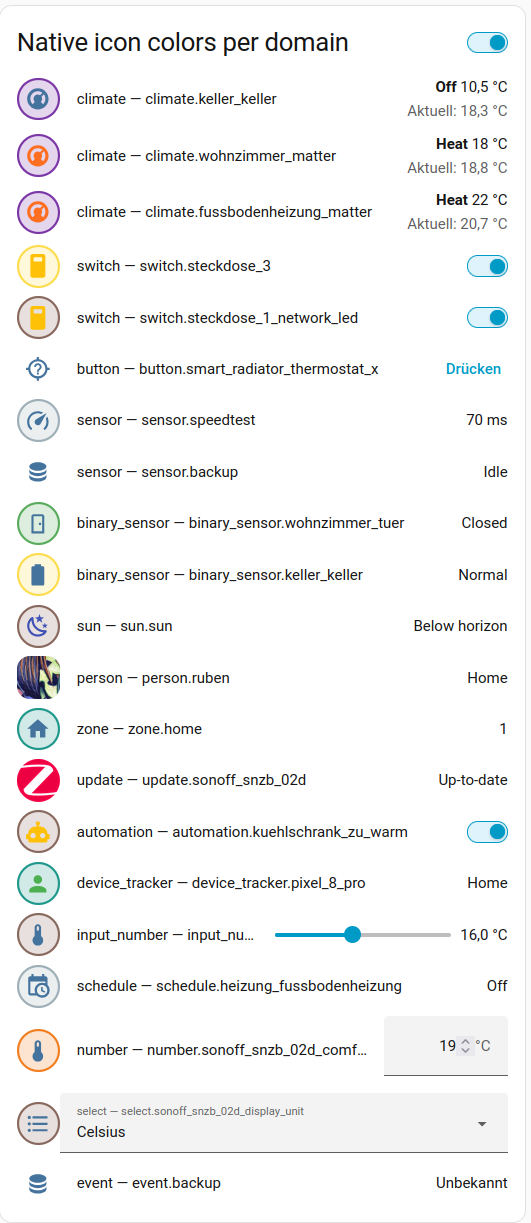 Native icon colors per domain
climate — climate.keller_keller
Off 10,5 °C
Aktuell: 18,3 °C
climate — climate.wohnzimmer_matter
Heat 18 °C
Aktuell: 18,8 °C
climate — climate.fussbodenheizung_matter
Heat 22 °C
Aktuell: 20,7 °C
switch — switch.steckdose_3
switch — switch.steckdose_1_network_led
button — button.smart_radiator_thermostat_x
Drücken
sensor — sensor.speedtest
70 ms
sensor — sensor.backup
Idle
binary_sensor — binary_sensor.wohnzimmer_tuer
Closed
binary_sensor — binary_sensor.keller_keller
Normal
sun — sun.sun
Below horizon
person — person.ruben
Home
zone — zone.home
1
update — update.sonoff_snzb_02d
Up-to-date
automation — automation.kuehlschrank_zu_warm
device_tracker — device_tracker.pixel_8_pro
Home
input_number — input_nu...
16,0 °C
schedule — schedule.heizung_fussbodenheizung
Off
number — number.sonoff_snzb_02d_comf...
19 °C
select — select.sonoff_snzb_02d_display_unit
Celsius
event — event.backup
Unbekannt